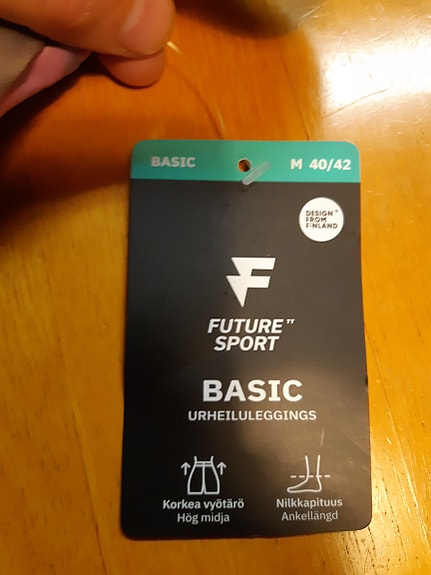 BASIC
M 40/42
DESIGN
FROM
FINLAND
FUTURE
SPORT
BASIC
URHEILULEGGINGS
Korkea vyötärö
Hög midja
Nilkkapituus
Ankellängd